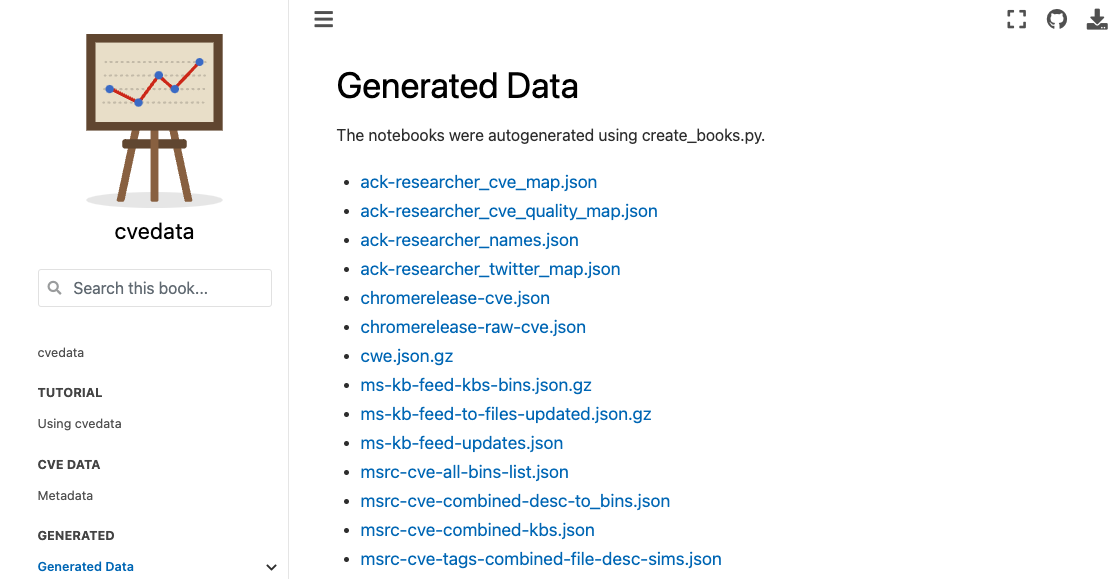 cvedata
Search this book...
cvedata
TUTORIAL
Using cvedata
CVE DATA
Metadata
GENERATED
Generated Data
Generated Data
The notebooks were autogenerated using create_books.py.
ack-researcher_cve_map.json
ack-researcher_cve_quality_map.json
ack-researcher_names.json
ack-researcher_twitter_map.json
chromerelease-cve.json
chromerelease-raw-cve.json
cwe.json.gz
ms-kb-feed-kbs-bins.json.gz
ms-kb-feed-to-files-updated.json.gz
ms-kb-feed-updates.json
msrc-cve-all-bins-list.json
msrc-cve-combined-desc-to_bins.json
msrc-cve-combined-kbs.json
msrc-cve-tags-combined-file-desc-sims.json